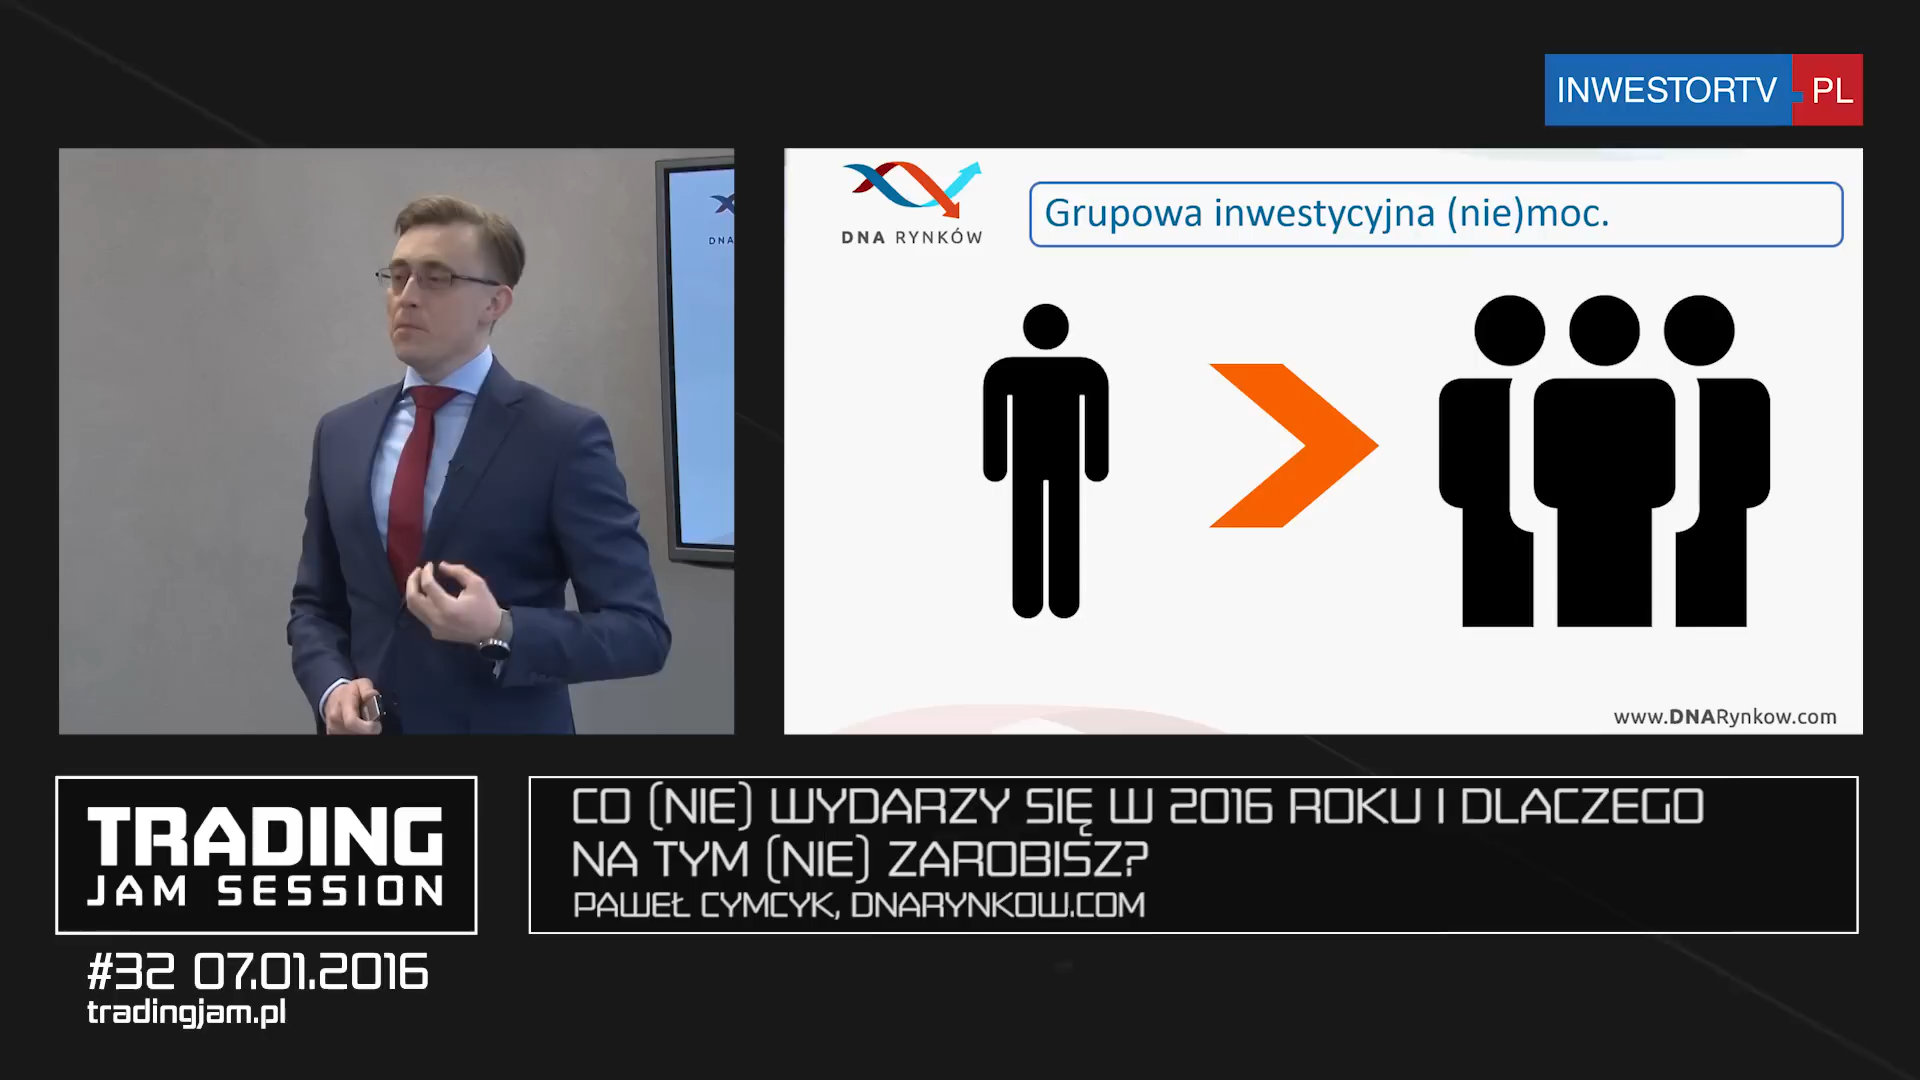 INWESTORTV.PL
DNA RYNKÓW
Grupowa inwestycyjna (nie)moc.
DNA
www.DNARynkow.com
TRADING
JAM SESSION
#32 07.01.2016
tradingjam.pl
CO (NIE) WYDARZY SIĘ W 2016 ROKU I DLACZEGO
NA TYM (NIE) ZAROBISZ?
PAWEŁ CYMCYK, DNARYNKOW.COM